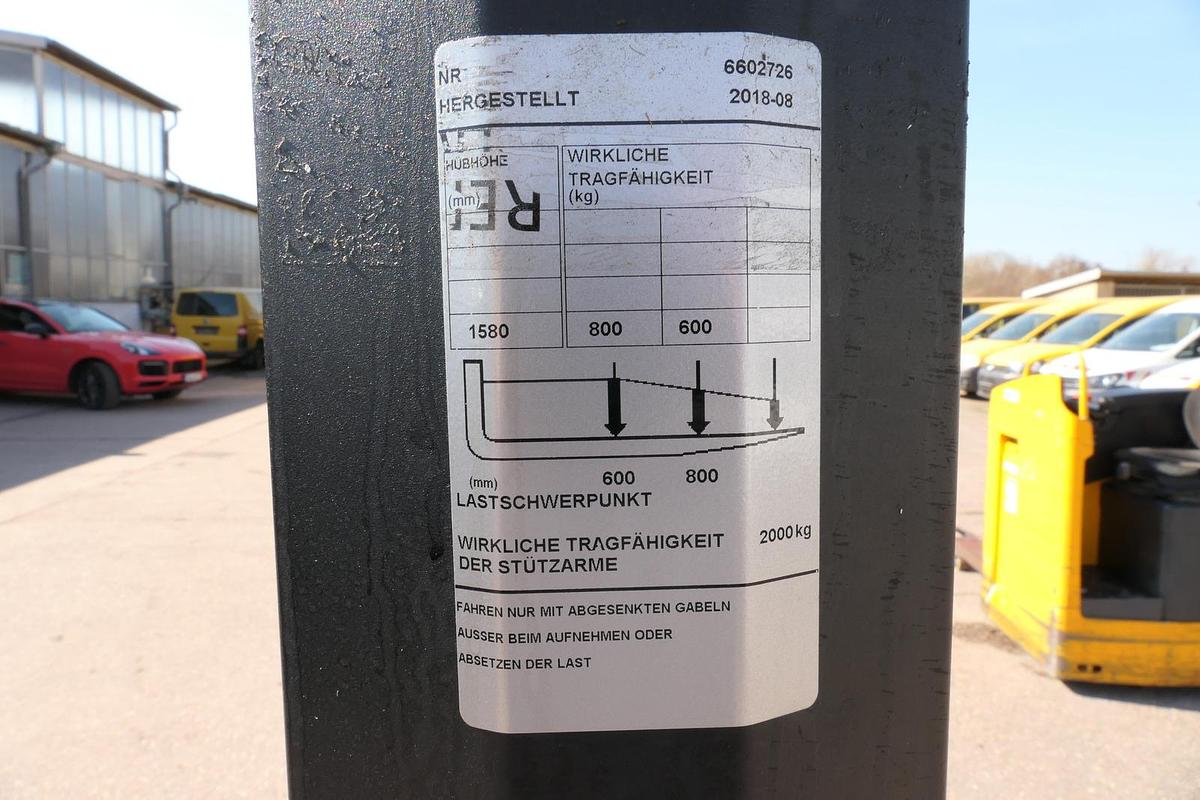 NR 6602726
HERGESTELLT 2018-08
HUBHÖHE
(mm)
WIRKLICHE
TRAGFÄHIGKEIT
(kg)
1580 800 600
(mm) 600 800
LASTSCHWERPUNKT
WIRKLICHE TRAGFÄHIGKEIT 2000 kg
DER STÜTZARME
FAHREN NUR MIT ABGESENKTEN GABELN
AUSSER BEIM AUFNEHMEN ODER
ABSETZEN DER LAST